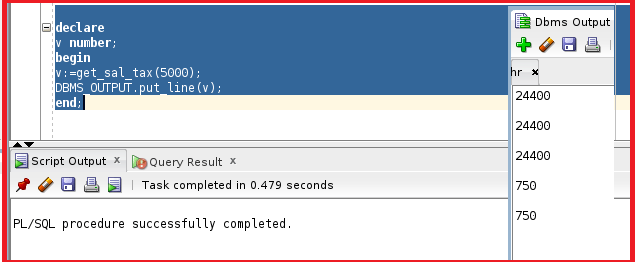 declare
v number;
begin
v:=get_sal_tax(5000);
DBMS_OUTPUT.put_line(v);
end;
Script Output x
Query Result x
Task completed in 0.479 seconds
PL/SQL procedure successfully completed.
Dbms Output
hr x
24400
24400
24400
750
750